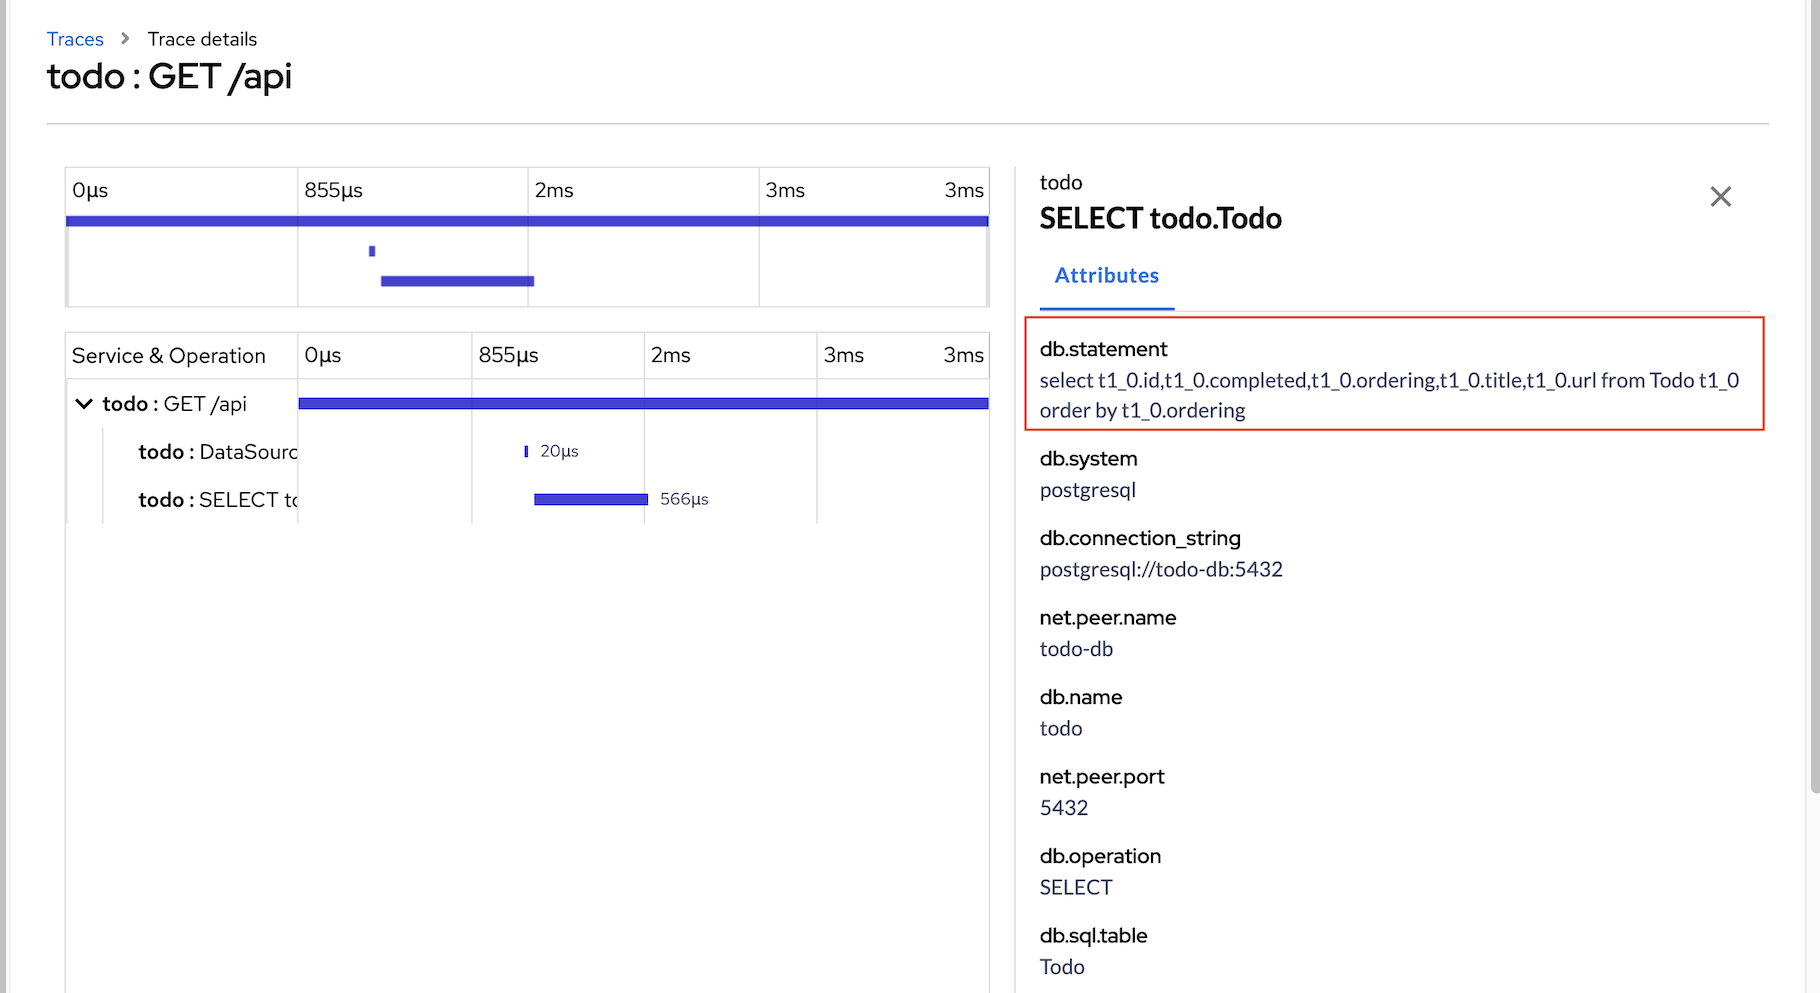 Traces > Trace details
todo : GET /api
0µs 855µs 2ms 3ms 3ms
Service & Operation 0µs 855µs 2ms 3ms 3ms
todo : GET /api
todo : DataSourc 20µs
todo : SELECT to 566µs
todo
SELECT todo.Todo
Attributes
db.statement
select t1_0.id,t1_0.completed,t1_0.ordering,t1_0.title,t1_0.url from Todo t1_0
order by t1_0.ordering
db.system
postgresql
db.connection_string
postgresql://todo-db:5432
net.peer.name
todo-db
db.name
todo
net.peer.port
5432
db.operation
SELECT
db.sql.table
Todo